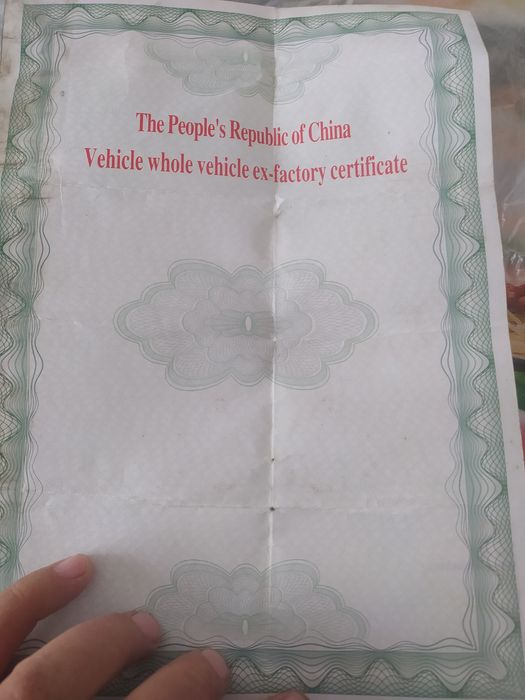 The People's Republic of China
Vehicle whole vehicle ex-factory certificate